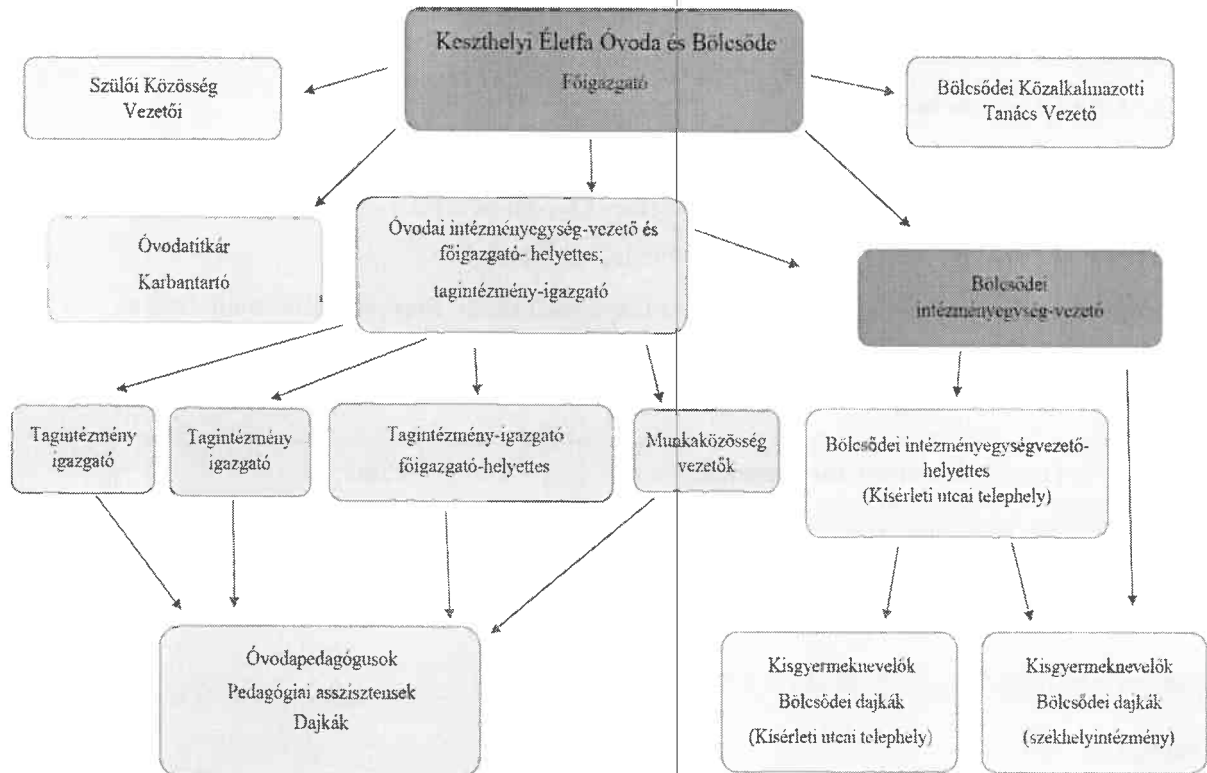 Keszthelyi Életfa Óvoda és Bölcsőde
Főigazgató
Szülői Közösség
Vezetői
Bölcsődei Közalkalmazotti
Tanács Vezető
Óvodatitkár
Karbantartó
Óvodai intézményegység-vezető és
főigazgató- helyettes;
tagintézmény-igazgató
Bölcsődei
intézményegység-vezető
Tagintézmény
igazgató
Tagintézmény
igazgató
Tagintézmény-igazgató
főigazgató-helyettes
Munkaközösség
vezetők
Bölcsődei intézményegységvezető-
helyettes
(Kísérleti utcai telephely)
Óvodapedagógusok
Pedagógiai asszisztensek
Dajkák
Kisgyermeknevelők
Bölcsődei dajkák
(Kísérleti utcai telephely)
Kisgyermeknevelők
Bölcsődei dajkák
(székhelyintézmény)